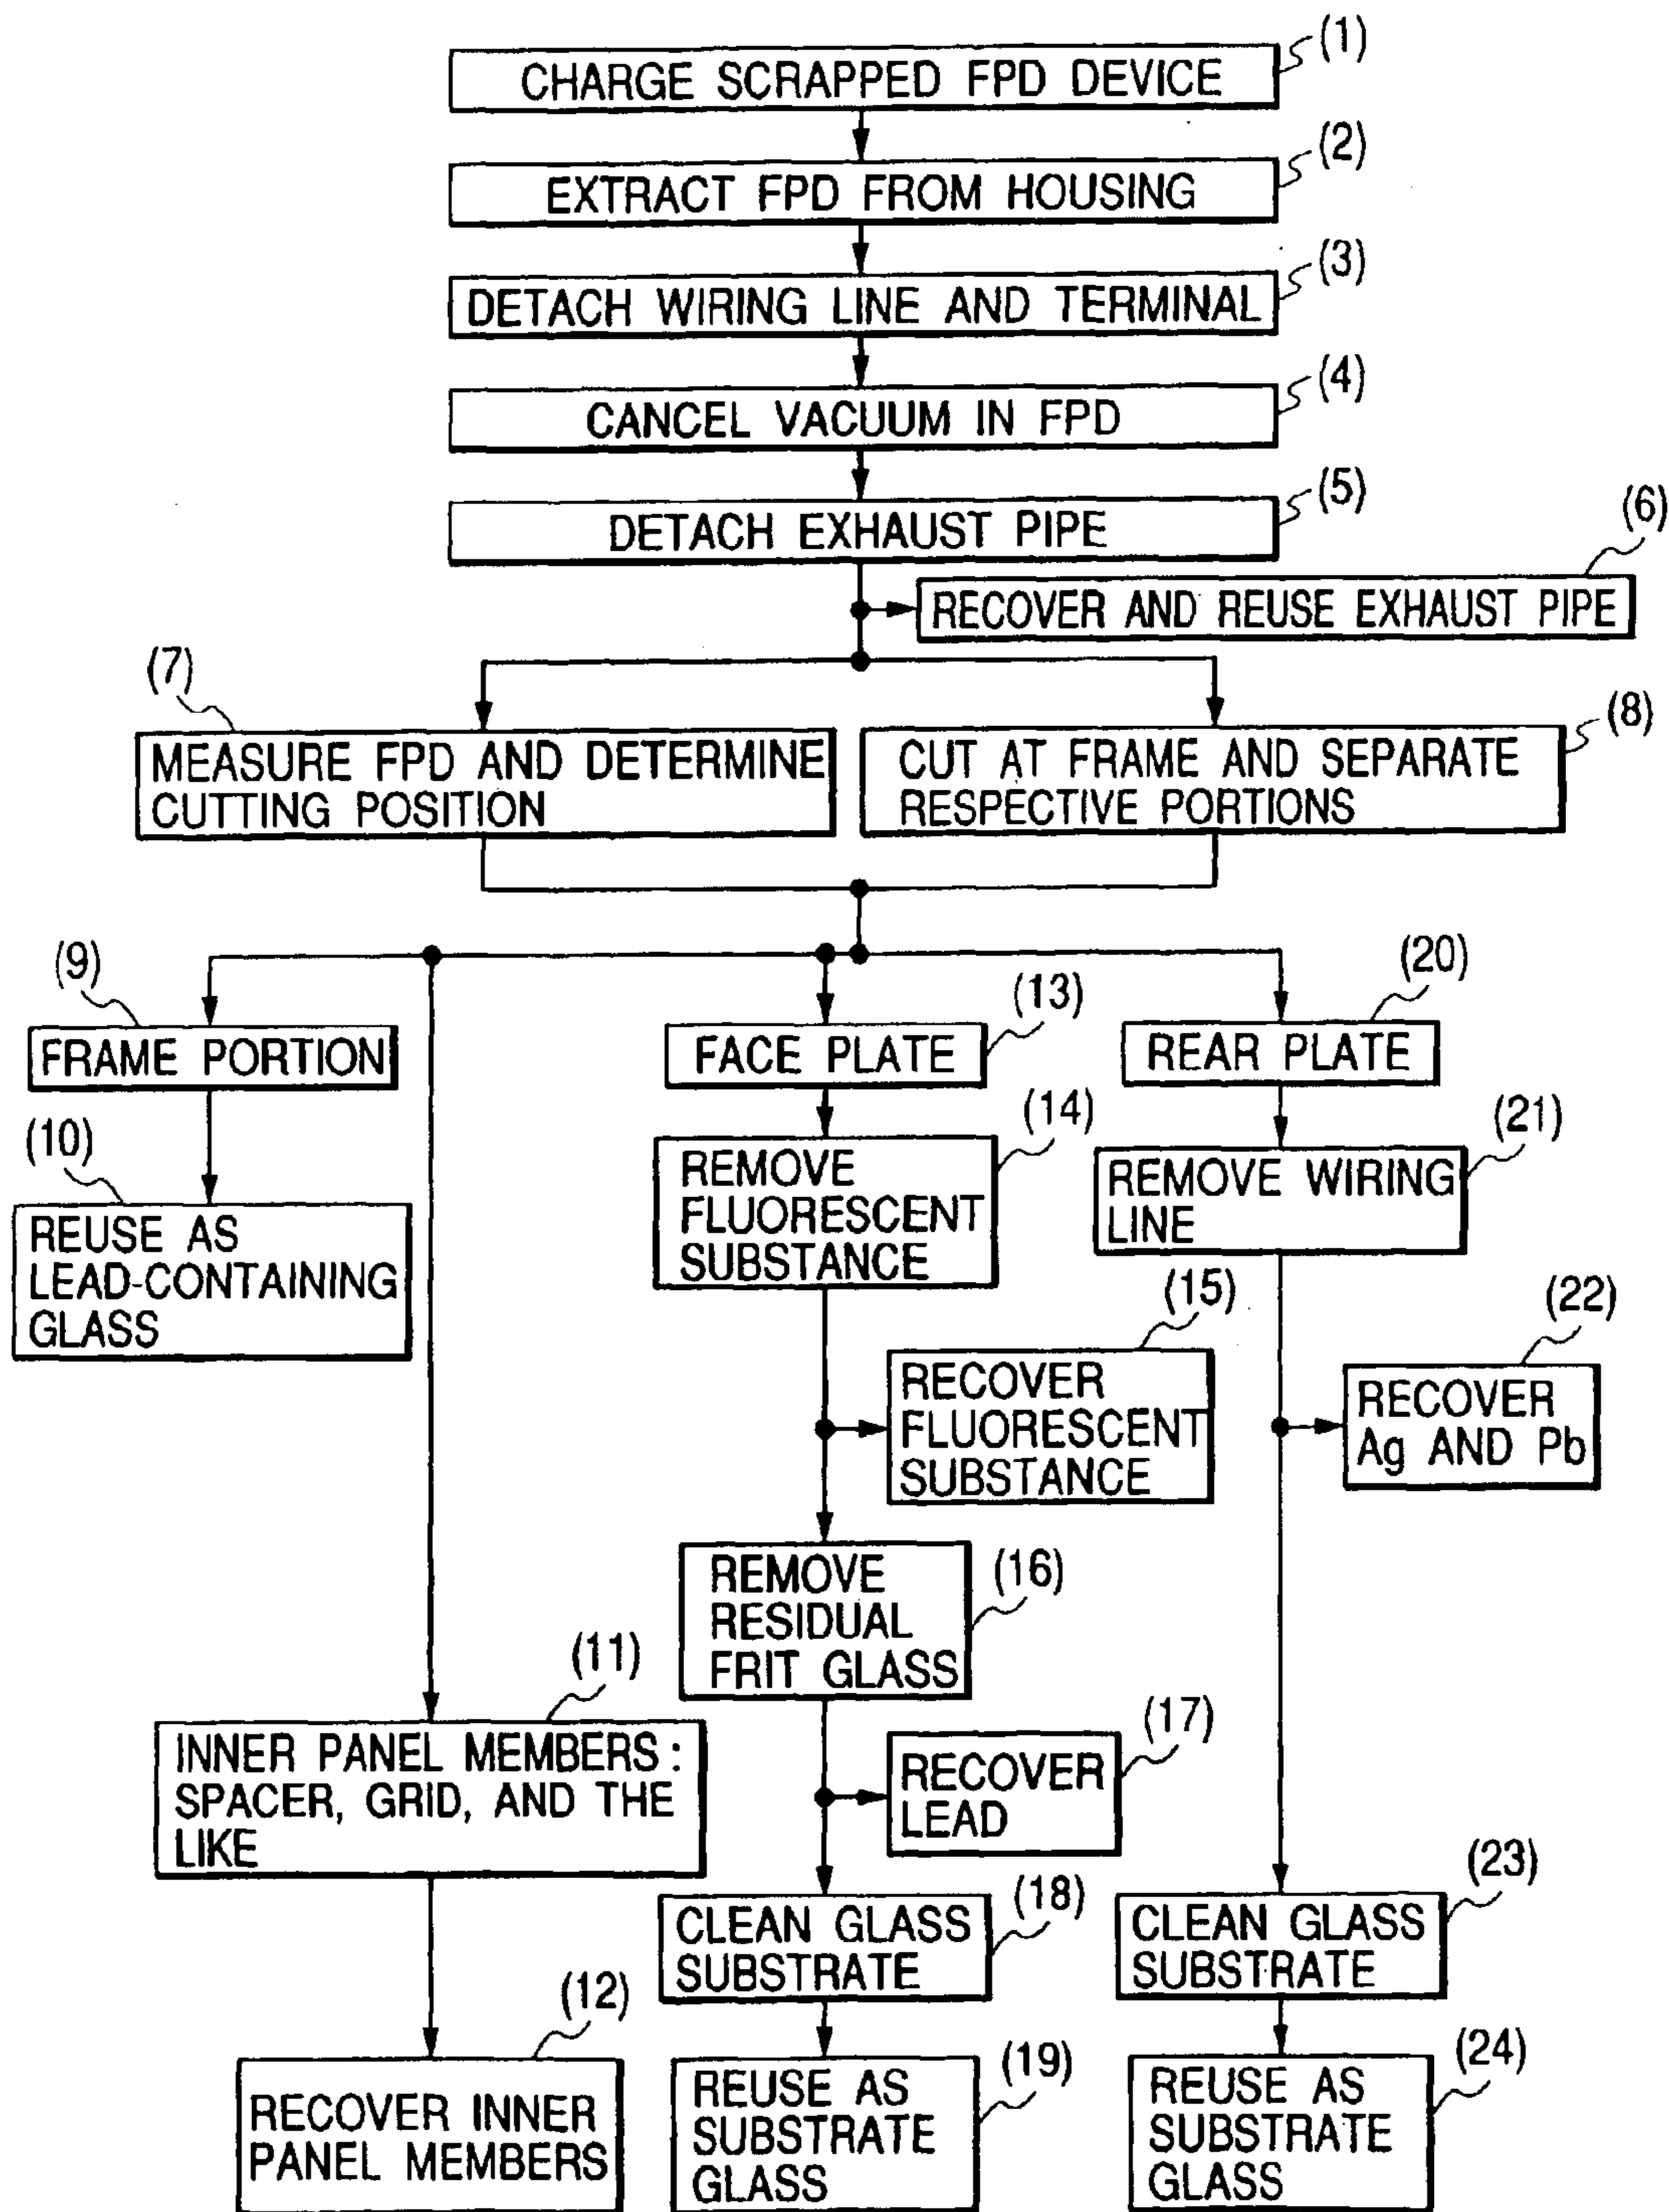 (1)
CHARGE SCRAPPED FPD DEVICE
(2)
EXTRACT FPD FROM HOUSING
(3)
DETACH WIRING LINE AND TERMINAL
(4)
CANCEL VACUUM IN FPD
(5)
DETACH EXHAUST PIPE
(6)
RECOVER AND REUSE EXHAUST PIPE
(7)
MEASURE FPD AND DETERMINE
CUTTING POSITION
(8)
CUT AT FRAME AND SEPARATE
RESPECTIVE PORTIONS
(9)
FRAME PORTION
(10)
REUSE AS
LEAD-CONTAINING
GLASS
(11)
INNER PANEL MEMBERS:
SPACER, GRID, AND THE
LIKE
(12)
RECOVER INNER
PANEL MEMBERS
(13)
FACE PLATE
(14)
REMOVE
FLUORESCENT
SUBSTANCE
(15)
RECOVER
FLUORESCENT
SUBSTANCE
(16)
REMOVE
RESIDUAL
FRIT GLASS
(17)
RECOVER
LEAD
(18)
CLEAN GLASS
SUBSTRATE
(19)
REUSE AS
SUBSTRATE
GLASS
(20)
REAR PLATE
(21)
REMOVE WIRING
LINE
(22)
RECOVER
Ag AND Pb
(23)
CLEAN GLASS
SUBSTRATE
(24)
REUSE AS
SUBSTRATE
GLASS